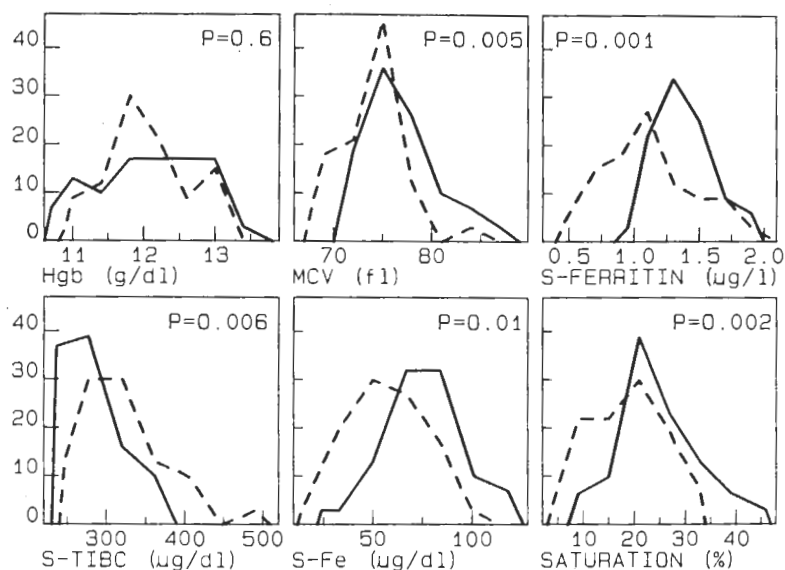 40
30
20
10
0
P=0.6
11 12 13
Hgb (g/dl)
P=0.005
70 80
MCV (fl)
P=0.001
0.5 1.0 1.5 2.0
S-FERRITIN (µg/l)
40
30
20
10
0
P=0.006
300 400 500
S-TIBC (µg/dl)
P=0.01
50 100
S-Fe (µg/dl)
P=0.002
10 20 30 40
SATURATION (%)